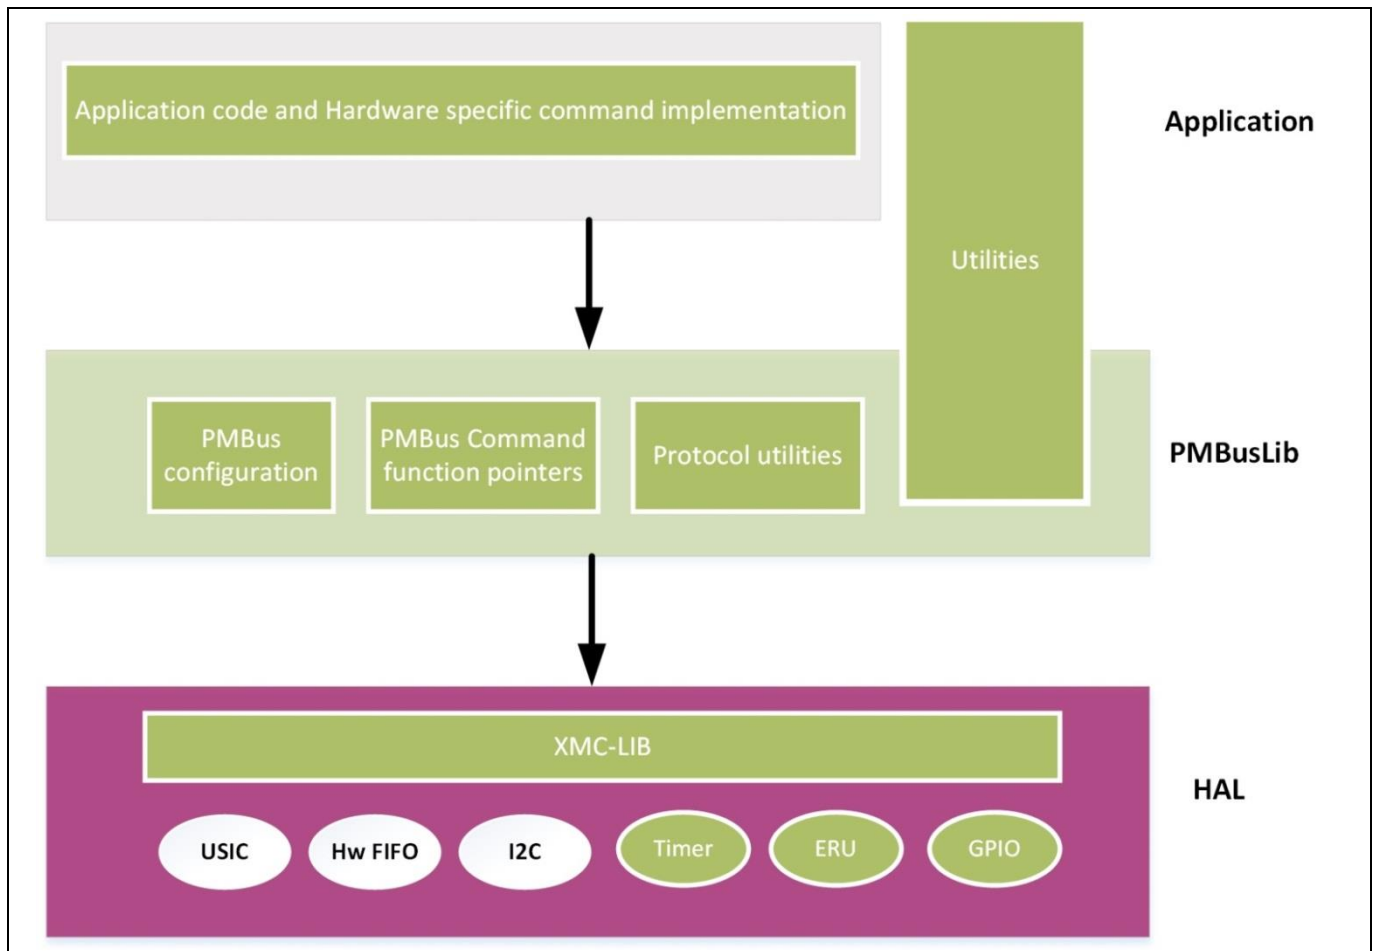 Application code and Hardware specific command implementation
Application
Utilities
PMBus
configuration
PMBus Command
function pointers
Protocol utilities
PMBusLib
XMC-LIB
HAL
USIC
Hw FIFO
I2C
Timer
ERU
GPIO